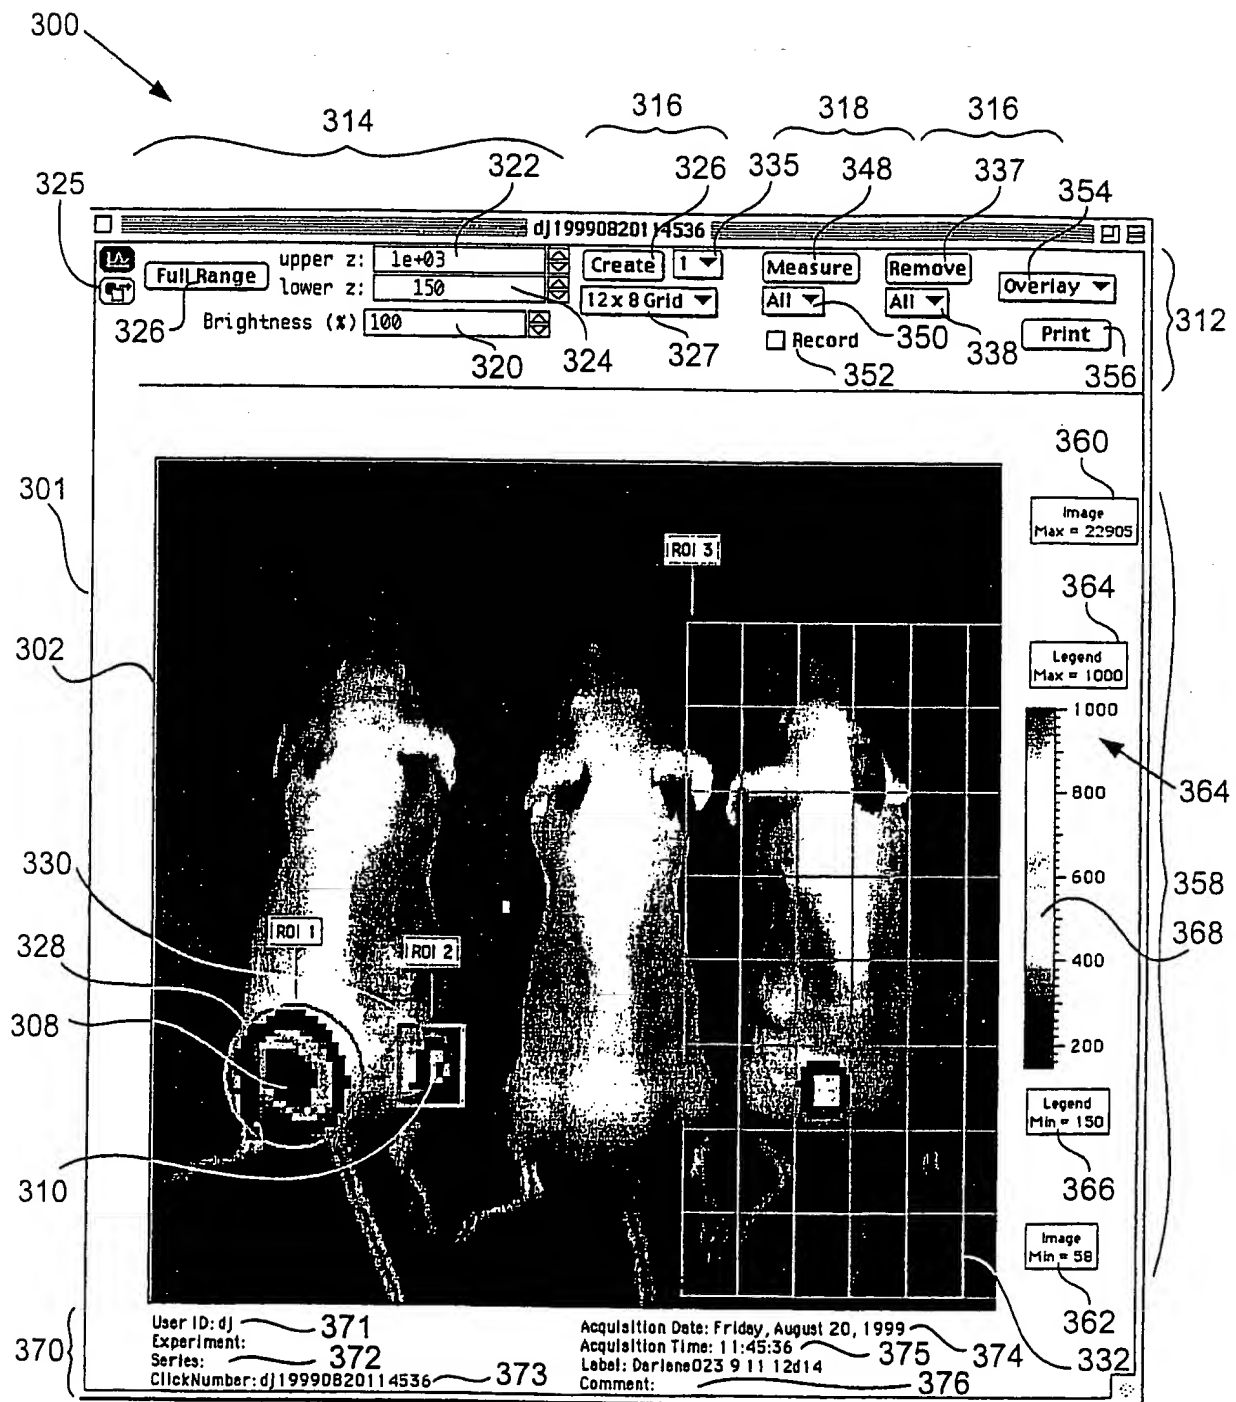 300
314
316
318
316
322
326
335
348
337
354
325
dj19990820114536
Full Range
upper z: 1e+03
lower z: 150
Brightness (%) 100
Create 1
12 x 8 Grid
Measure
All
Record
Remove
All
Overlay
Print
326
320
324
327
352
350
338
356
312
360
Image
Max = 22905
301
ROI 3
364
302
Legend
Max = 1000
1000
800
600
400
200
364
358
368
330
ROI 1
ROI 2
328
308
310
Legend
Min = 150
366
Image
Min = 58
362
332
370
User ID: dj 371
Experiment:
Series: 372
ClickNumber: dj19990820114536 373
Acquisition Date: Friday, August 20, 1999 374
Acquisition Time: 11:45:36 375
Label: Darlene023 9 11 12d14
Comment: 376